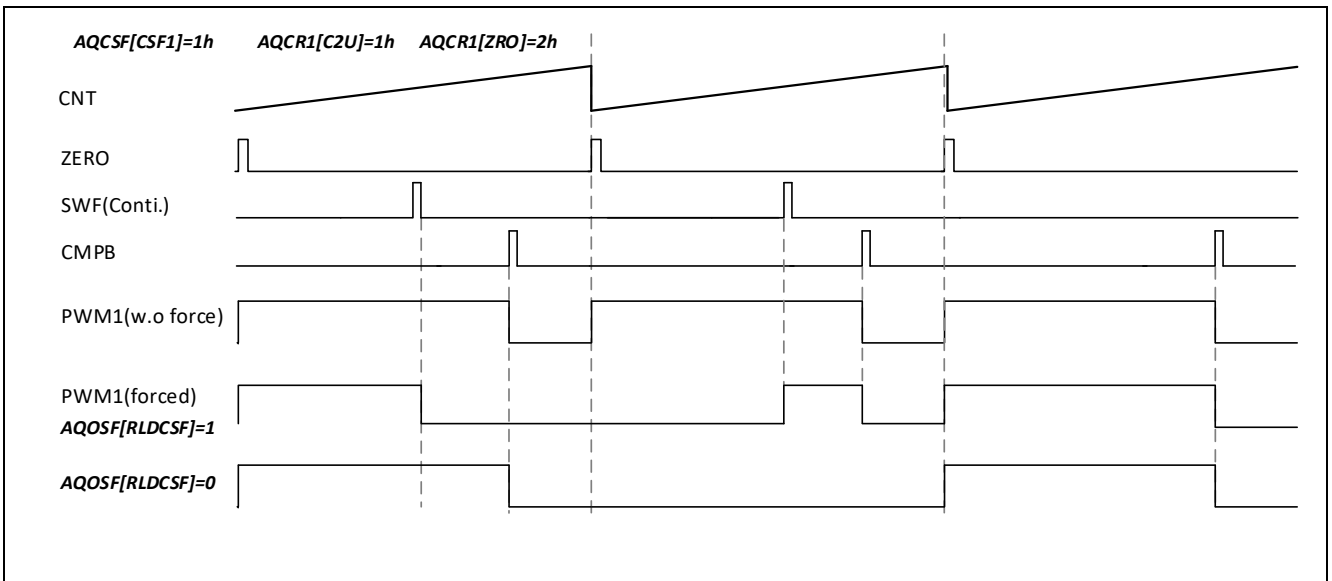 AQCSF[CSF1]=1h AQCR1[C2U]=1h AQCR1[ZRO]=2h
CNT
ZERO
SWF(Conti.)
CMPB
PWM1(w.o force)
PWM1(forced)
AQOSF[RLDCSF]=1
AQOSF[RLDCSF]=0